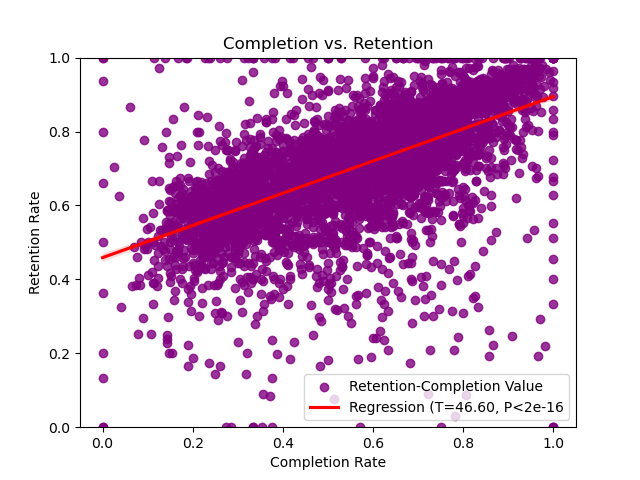 Completion vs. Retention
1.0
0.8
0.6
0.4
0.2
0.0
Retention Rate
Retention-Completion Value
Regression (T=46.60, P<2e-16
0.0 0.2 0.4 0.6 0.8 1.0
Completion Rate